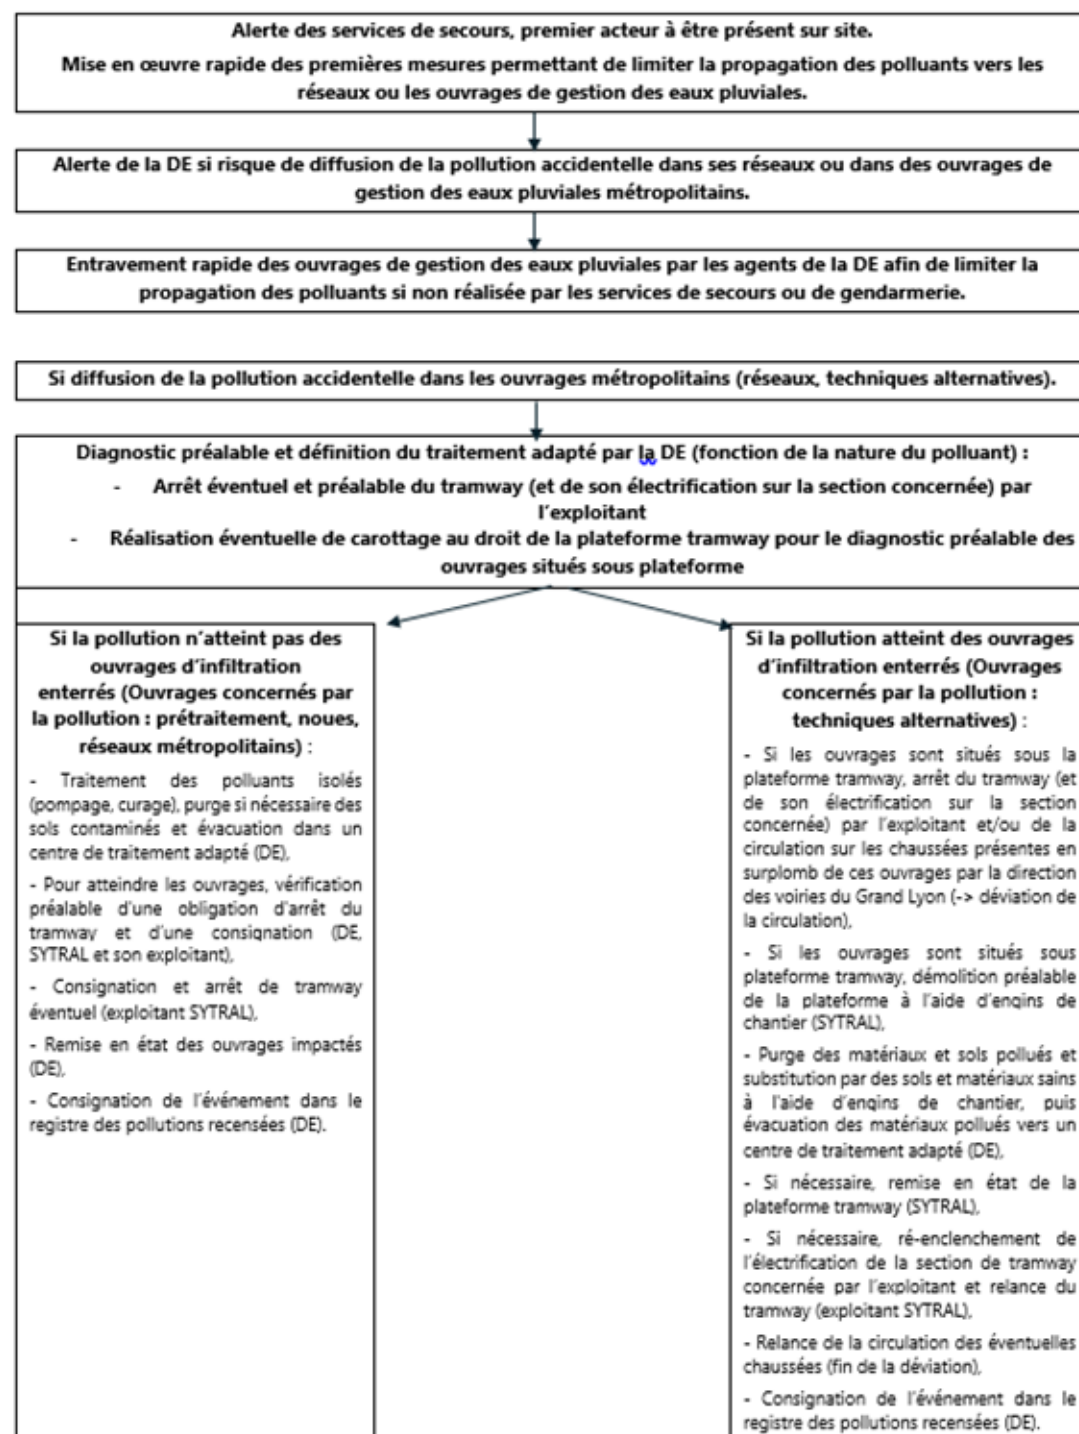 Alerte des services de secours, premier acteur à être présent sur site.
Mise en œuvre rapide des premières mesures permettant de limiter la propagation des polluants vers les
réseaux ou les ouvrages de gestion des eaux pluviales.
Alerte de la DE si risque de diffusion de la pollution accidentelle dans ses réseaux ou dans des ouvrages de
gestion des eaux pluviales métropolitains.
Entravement rapide des ouvrages de gestion des eaux pluviales par les agents de la DE afin de limiter la
propagation des polluants si non réalisée par les services de secours ou de gendarmerie.
Si diffusion de la pollution accidentelle dans les ouvrages métropolitains (réseaux, techniques alternatives).
Diagnostic préalable et définition du traitement adapté par la DE (fonction de la nature du polluant) :
- Arrêt éventuel et préalable du tramway (et de son électrification sur la section concernée) par
l'exploitant
- Réalisation éventuelle de carottage au droit de la plateforme tramway pour le diagnostic préalable des
ouvrages situés sous plateforme
Si la pollution n'atteint pas des
ouvrages d'infiltration
enterrés (Ouvrages concernés par
la pollution : prétraitement, noues,
réseaux métropolitains) :
- Traitement des polluants isolés
(pompage, curage), purge si nécessaire des
sols contaminés et évacuation dans un
centre de traitement adapté (DE),
- Pour atteindre les ouvrages, vérification
préalable d'une obligation d'arrêt du
tramway et d'une consignation (DE,
SYTRAL et son exploitant),
- Consignation et arrêt de tramway
éventuel (exploitant SYTRAL),
- Remise en état des ouvrages impactés
(DE),
- Consignation de l'événement dans le
registre des pollutions recensées (DE).
Si la pollution atteint des ouvrages
d'infiltration enterrés (Ouvrages
concernés par la pollution :
techniques alternatives) :
- Si les ouvrages sont situés sous la
plateforme tramway, arrêt du tramway (et
de son électrification sur la section
concernée) par l'exploitant et/ou de la
circulation sur les chaussées présentes en
surplomb de ces ouvrages par la direction
des voiries du Grand Lyon (-> déviation de
la circulation),
- Si les ouvrages sont situés sous
plateforme tramway, démolition préalable
de la plateforme à l'aide d'engins de
chantier (SYTRAL),
- Purge des matériaux et sols pollués et
substitution par des sols et matériaux sains
à l'aide d'engins de chantier, puis
évacuation des matériaux pollués vers un
centre de traitement adapté (DE),
- Si nécessaire, remise en état de la
plateforme tramway (SYTRAL),
- Si nécessaire, ré-enclenchement de
l'électrification de la section de tramway
concernée par l'exploitant et relance du
tramway (exploitant SYTRAL),
- Relance de la circulation des éventuelles
chaussées (fin de la déviation),
- Consignation de l'événement dans le
registre des pollutions recensées (DE).